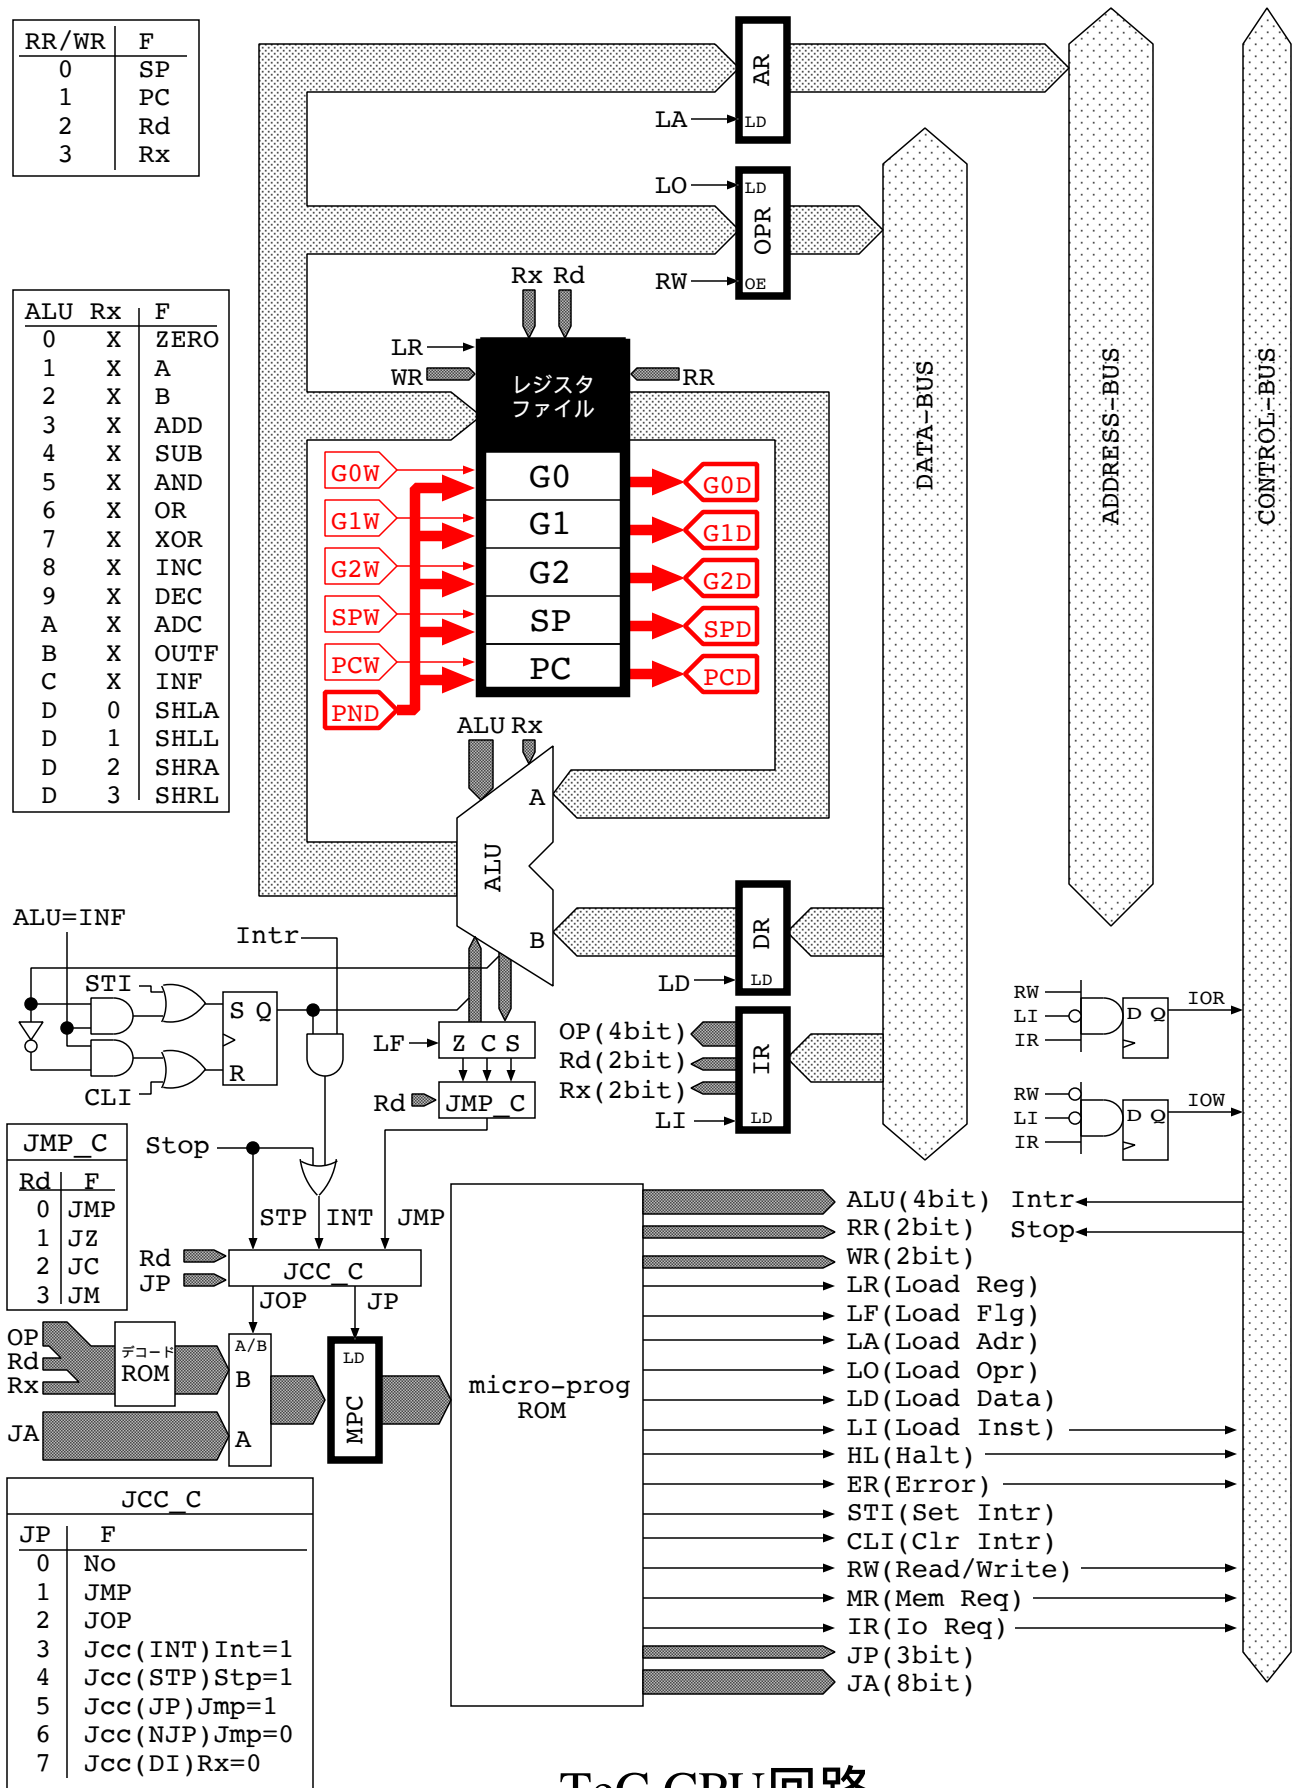 RR/WR F
0 SP
1 PC
2 Rd
3 Rx
ALU Rx F
0 X ZERO
1 X A
2 X B
3 X ADD
4 X SUB
5 X AND
6 X OR
7 X XOR
8 X INC
9 X DEC
A X ADC
B X OUTF
C X INF
D 0 SHLA
D 1 SHLL
D 2 SHRA
D 3 SHRL
AR
LA
LD
LO
LD
OPR
RW
OE
Rx Rd
LR
WR
RR
レジスタ
ファイル
G0W
G0
G0D
G1W
G1
G1D
G2W
G2
G2D
SPW
SP
SPD
PCW
PC
PCD
PND
ALU Rx
A
ALU
B
DATA-BUS
ADDRESS-BUS
CONTROL-BUS
DR
LD
LD
IR
OP(4bit)
Rd(2bit)
Rx(2bit)
LI
LD
ALU=INF
Intr
STI
S Q
R
CLI
LF
Z C S
Rd
JMP_C
RW
LI
IR
D Q
IOR
RW
LI
IR
D Q
IOW
JMP_C
Rd F
0 JMP
1 JZ
2 JC
3 JM
Stop
STP INT JMP
Rd
JP
JCC_C
JOP
JP
OP
Rd
Rx
デコード
ROM
JA
A/B
B
A
LD
MPC
micro-prog
ROM
ALU(4bit)
RR(2bit)
WR(2bit)
LR(Load Reg)
LF(Load Flg)
LA(Load Adr)
LO(Load Opr)
LD(Load Data)
LI(Load Inst)
HL(Halt)
ER(Error)
STI(Set Intr)
CLI(Clr Intr)
RW(Read/Write)
MR(Mem Req)
IR(Io Req)
JP(3bit)
JA(8bit)
Intr
Stop
JCC_C
JP F
0 No
1 JMP
2 JOP
3 Jcc(INT)Int=1
4 Jcc(STP)Stp=1
5 Jcc(JP)Jmp=1
6 Jcc(NJP)Jmp=0
7 Jcc(DI)Rx=0
TeC CPU回路